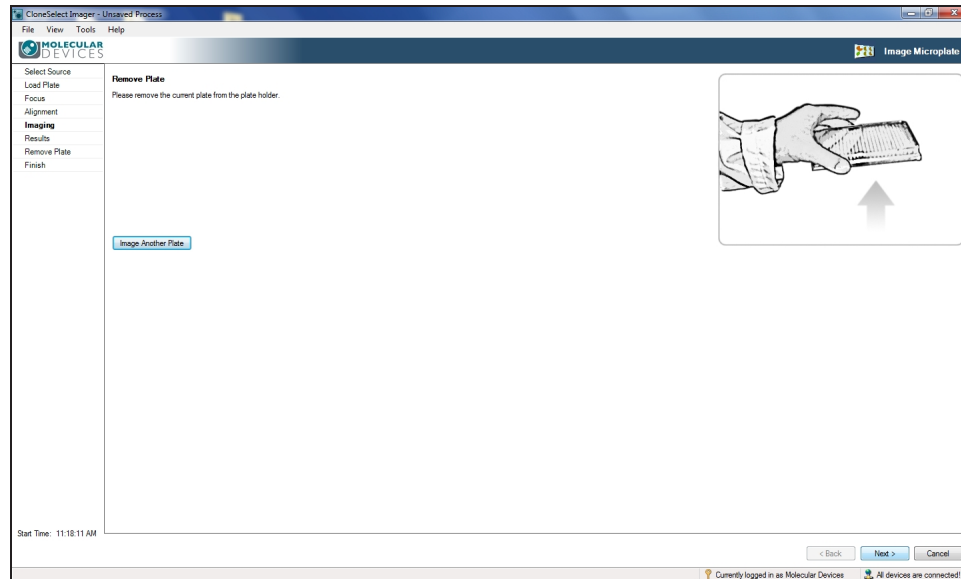 CloneSelect Imager - Unsaved Process
File View Tools Help
MOLECULAR
DEVICES
Image Microplate
Select Source
Load Plate
Focus
Alignment
Imaging
Results
Remove Plate
Finish
Remove Plate
Please remove the current plate from the plate holder.
Image Another Plate
Start Time: 11:18:11 AM
< Back Next > Cancel
Currently logged in as Molecular Devices All devices are connected!